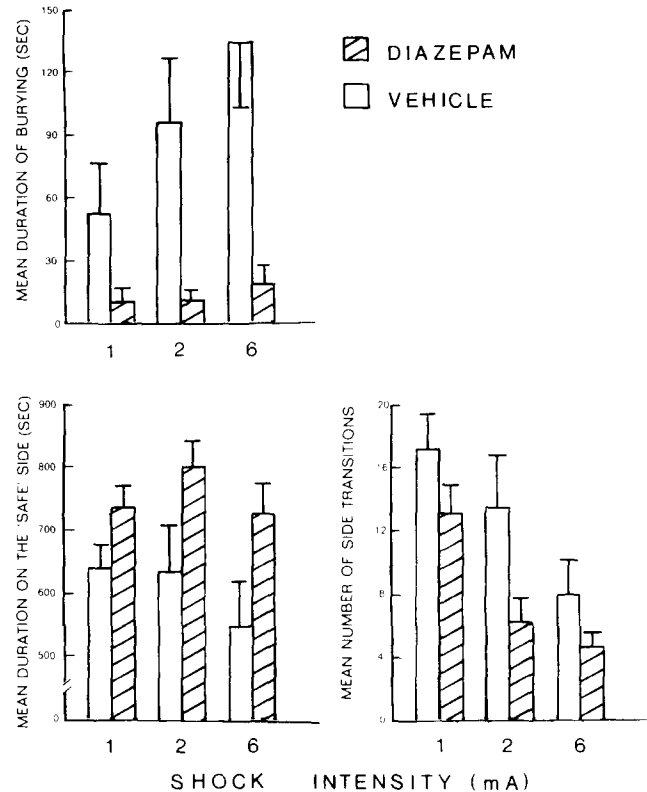 MEAN DURATION OF BURYING (SEC)
150
120
90
60
30
0
1 2 6
DIAZEPAM
VEHICLE
MEAN DURATION ON THE 'SAFE' SIDE (SEC)
900
800
700
600
500
0
1 2 6
MEAN NUMBER OF SIDE TRANSITIONS
20
16
12
8
4
0
1 2 6
SHOCK INTENSITY (mA)